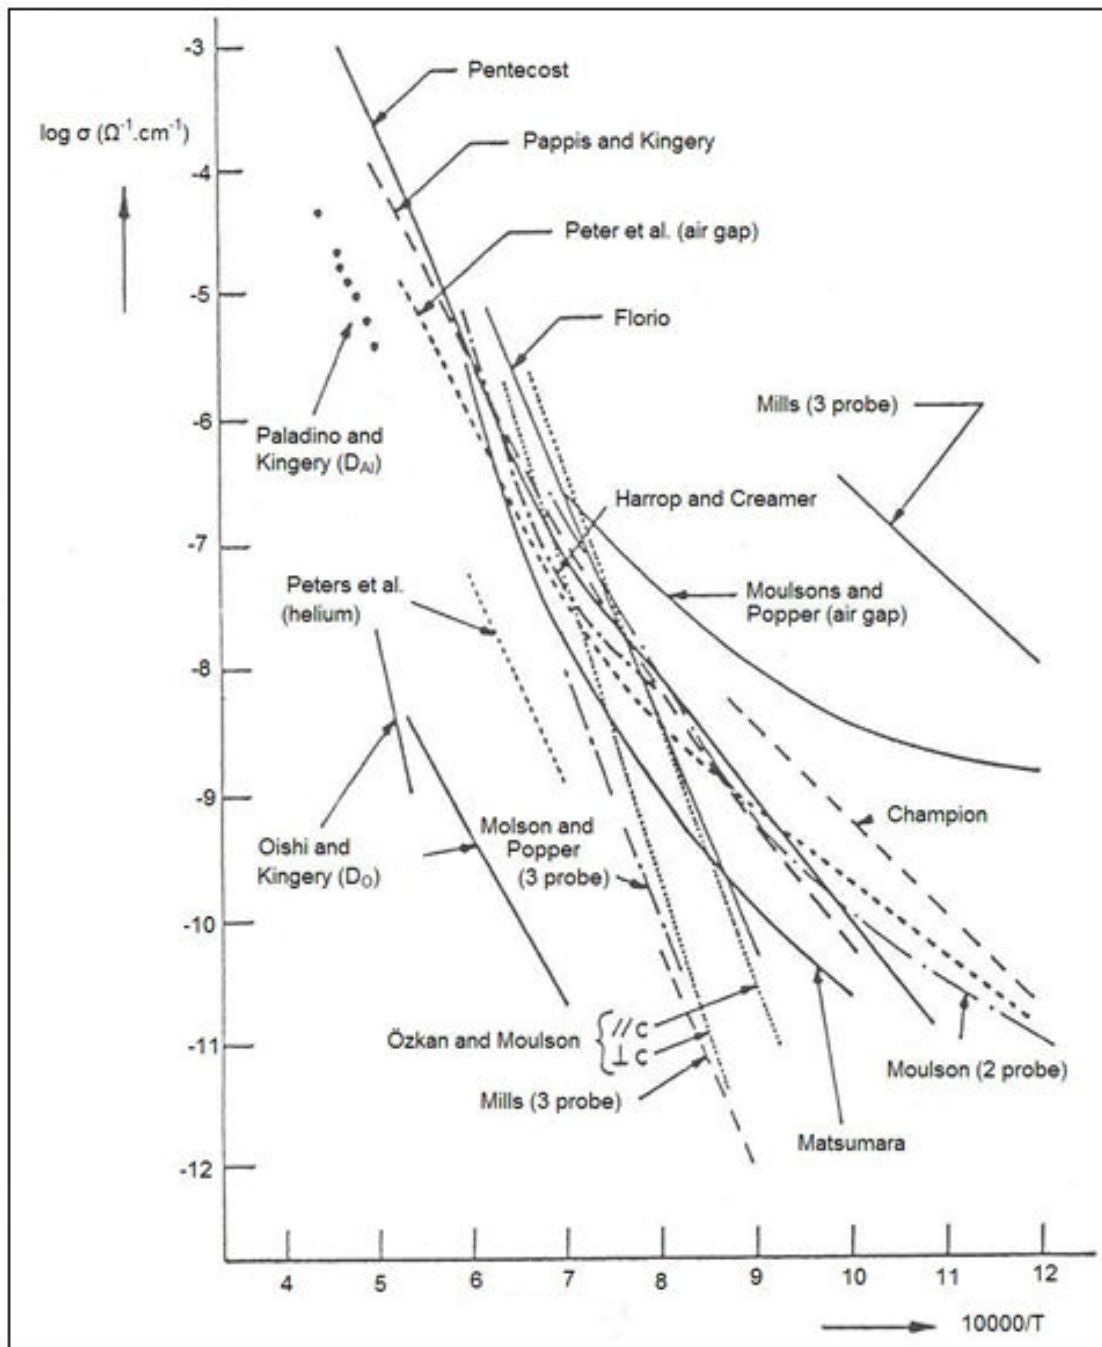 -3
Pentecost
log σ (Ω⁻¹.cm⁻¹)
Pappis and Kingery
-4
Peter et al. (air gap)
-5
Florio
Mills (3 probe)
-6
Paladino and
Kingery (D_Al)
Harrop and Creamer
-7
Peters et al.
(helium)
Moulsons and
Popper (air gap)
-8
-9
Champion
Molson and
Popper
(3 probe)
Oishi and
Kingery (D_O)
-10
Özkan and Moulson { //C
⊥ C
-11
Moulson (2 probe)
Mills (3 probe)
Matsumara
-12
4 5 6 7 8 9 10 11 12
10000/T